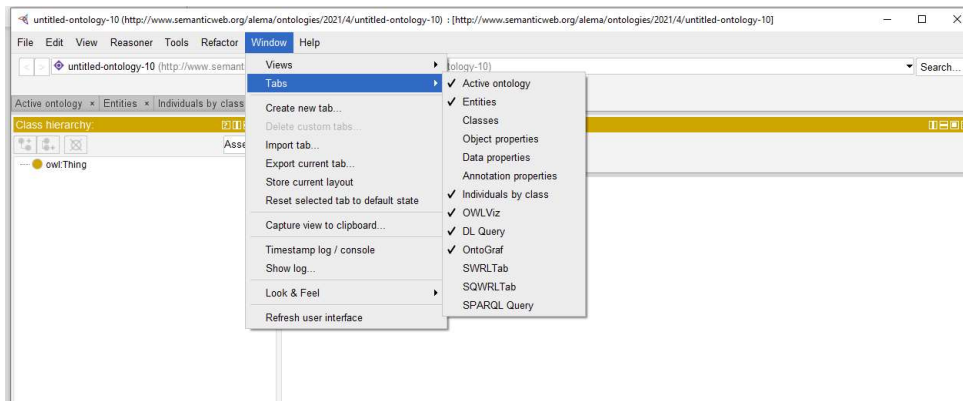 untitled-ontology-10 (http://www.semanticweb.org/alema/ontologies/2021/4/untitled-ontology-10) : [http://www.semanticweb.org/alema/ontologies/2021/4/untitled-ontology-10]
File Edit View Reasoner Tools Refactor Window Help
untitled-ontology-10 (http://www.semant
ology-10)
Search...
Active ontology × Entities × Individuals by class
Class hierarchy:
Asse
owl:Thing
Views
Tabs
Create new tab...
Delete custom tabs...
Import tab...
Export current tab...
Store current layout
Reset selected tab to default state
Capture view to clipboard...
Timestamp log / console
Show log...
Look & Feel
Refresh user interface
✓ Active ontology
✓ Entities
Classes
Object properties
Data properties
Annotation properties
✓ Individuals by class
✓ OWLViz
✓ DL Query
✓ OntoGraf
SWRLTab
SQWRLTab
SPARQL Query